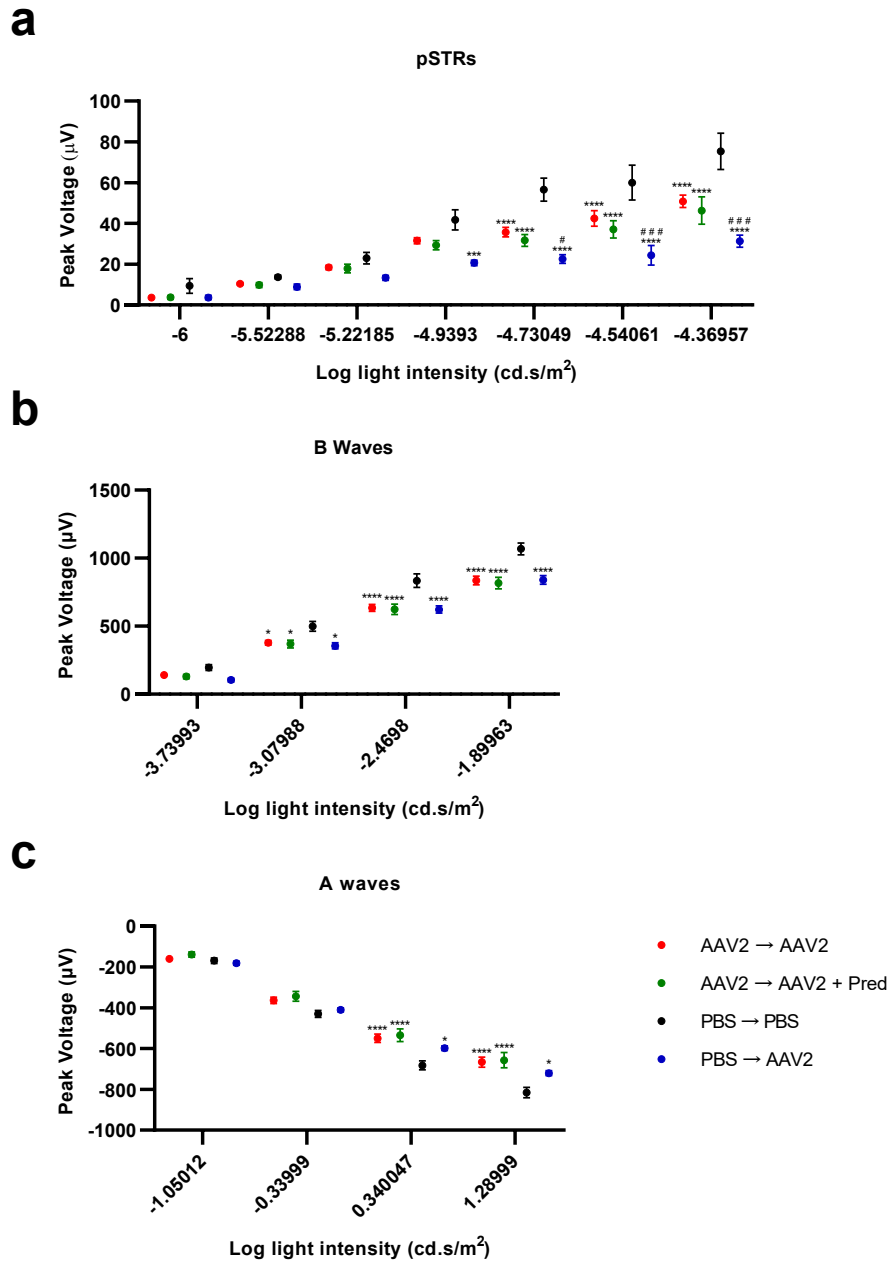 a
pSTRs
Peak Voltage (μV)
100
80
60
40
20
0
**** ****
**** ****
**** ****
***
#
****
# # #
****
# # #
****
-6 -5.52288 -5.22185 -4.9393 -4.73049 -4.54061 -4.36957
Log light intensity (cd.s/m²)
b
B Waves
Peak Voltage (μV)
1500
1000
500
0
* * *
**** **** ****
**** **** ****
-3.73993 -3.07988 -2.4698 -1.89963
Log light intensity (cd.s/m²)
c
A waves
Peak Voltage (μV)
0
-200
-400
-600
-800
-1000
**** **** *
**** **** *
-1.05012 -0.33999 0.340047 1.28999
Log light intensity (cd.s/m²)
AAV2 → AAV2
AAV2 → AAV2 + Pred
PBS → PBS
PBS → AAV2